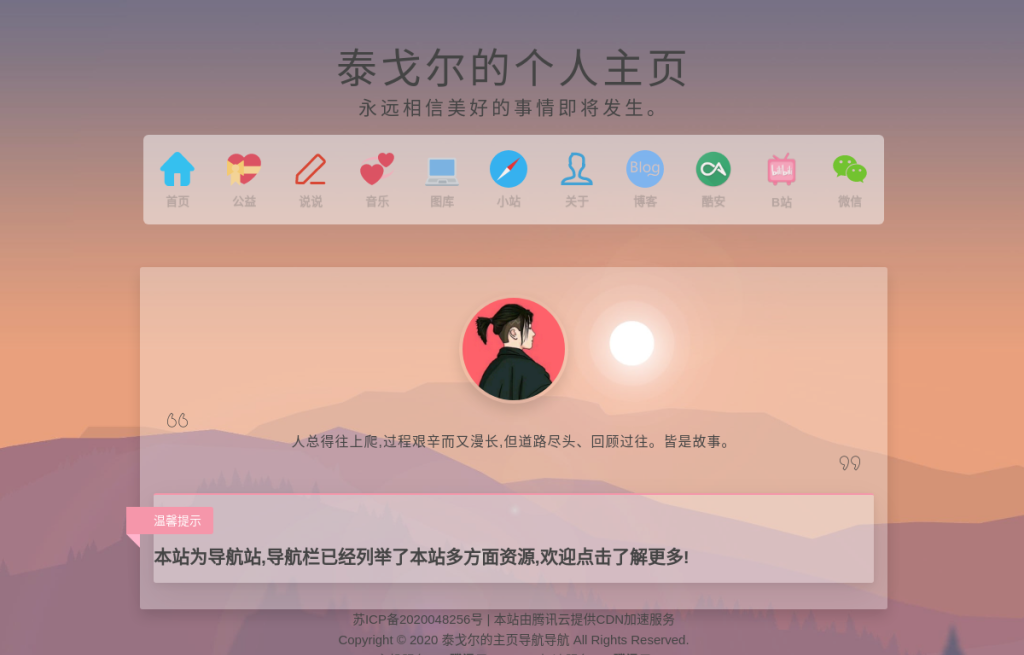 泰戈尔的个人主页
永远相信美好的事情即将发生。
首页 公益 说说 音乐 图库 小站 关于 Blog 博客 酷安 B站 微信
人总得往上爬,过程艰辛而又漫长,但道路尽头、回顾过往。皆是故事。
温馨提示
本站为导航站,导航栏已经列举了本站多方面资源,欢迎点击了解更多!
苏ICP备2020048256号 | 本站由腾讯云提供CDN加速服务
Copyright © 2020 泰戈尔的主页导航导航 All Rights Reserved.